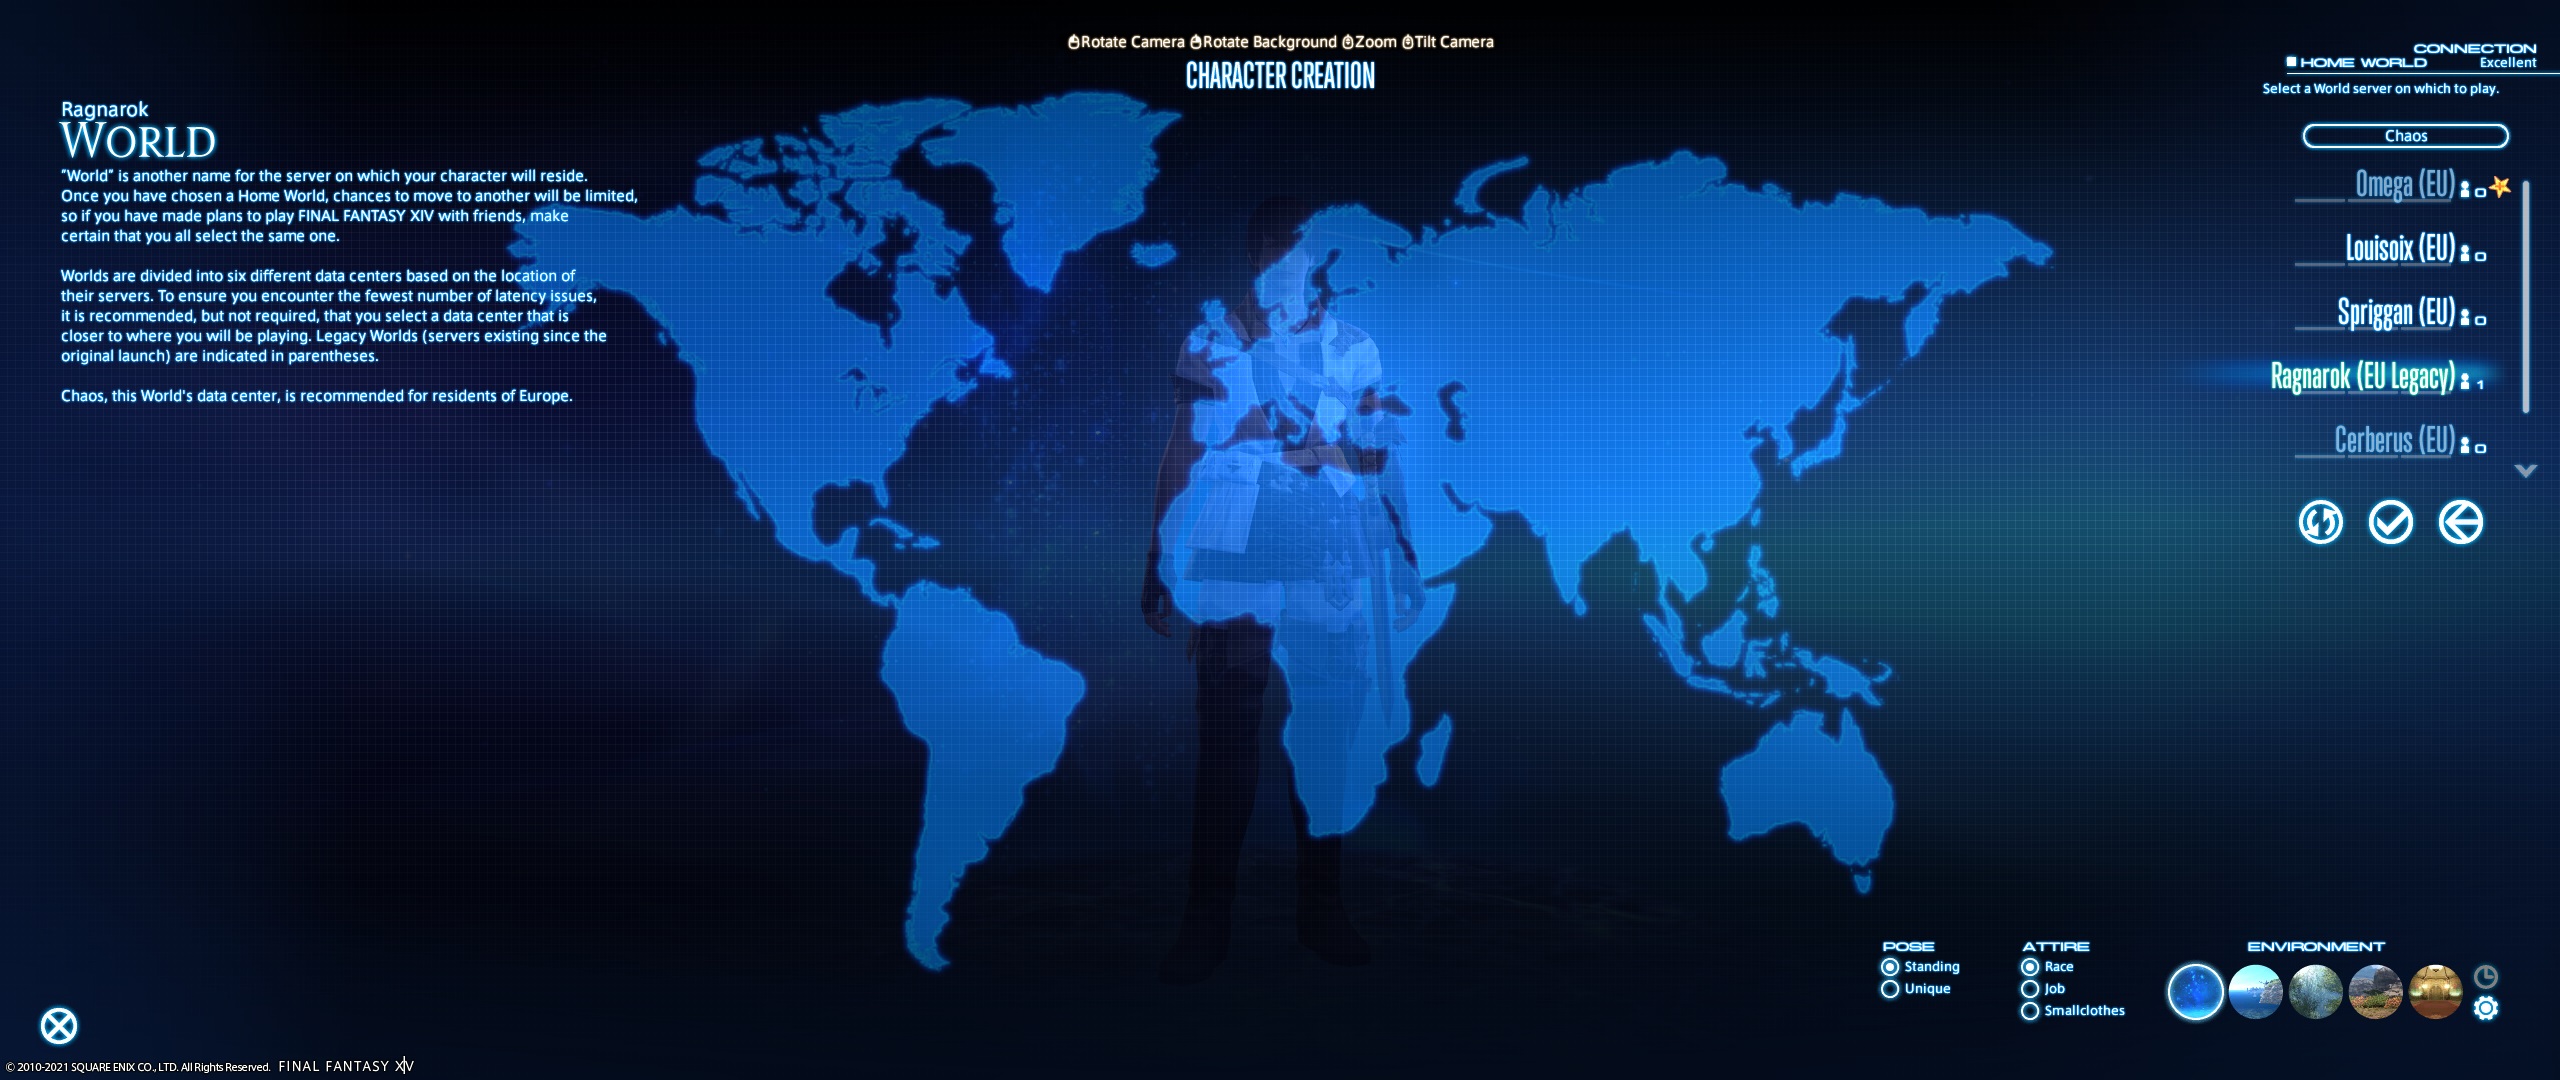 Rotate Camera Rotate Background Zoom Tilt Camera
CHARACTER CREATION
CONNECTION
HOME WORLD Excellent
Select a World server on which to play.
Ragnarok
WORLD
"World" is another name for the server on which your character will reside.
Once you have chosen a Home World, chances to move to another will be limited,
so if you have made plans to play FINAL FANTASY XIV with friends, make
certain that you all select the same one.
Worlds are divided into six different data centers based on the location of
their servers. To ensure you encounter the fewest number of latency issues,
it is recommended, but not required, that you select a data center that is
closer to where you will be playing. Legacy Worlds (servers existing since the
original launch) are indicated in parentheses.
Chaos, this World's data center, is recommended for residents of Europe.
Chaos
Omega (EU) 0
Louisoix (EU) 0
Spriggan (EU) 0
Ragnarok (EU Legacy) 1
Cerberus (EU) 0
POSE
Standing
Unique
ATTIRE
Race
Job
Smallclothes
ENVIRONMENT
© 2010-2021 SQUARE ENIX CO., LTD. All Rights Reserved. FINAL FANTASY XIV